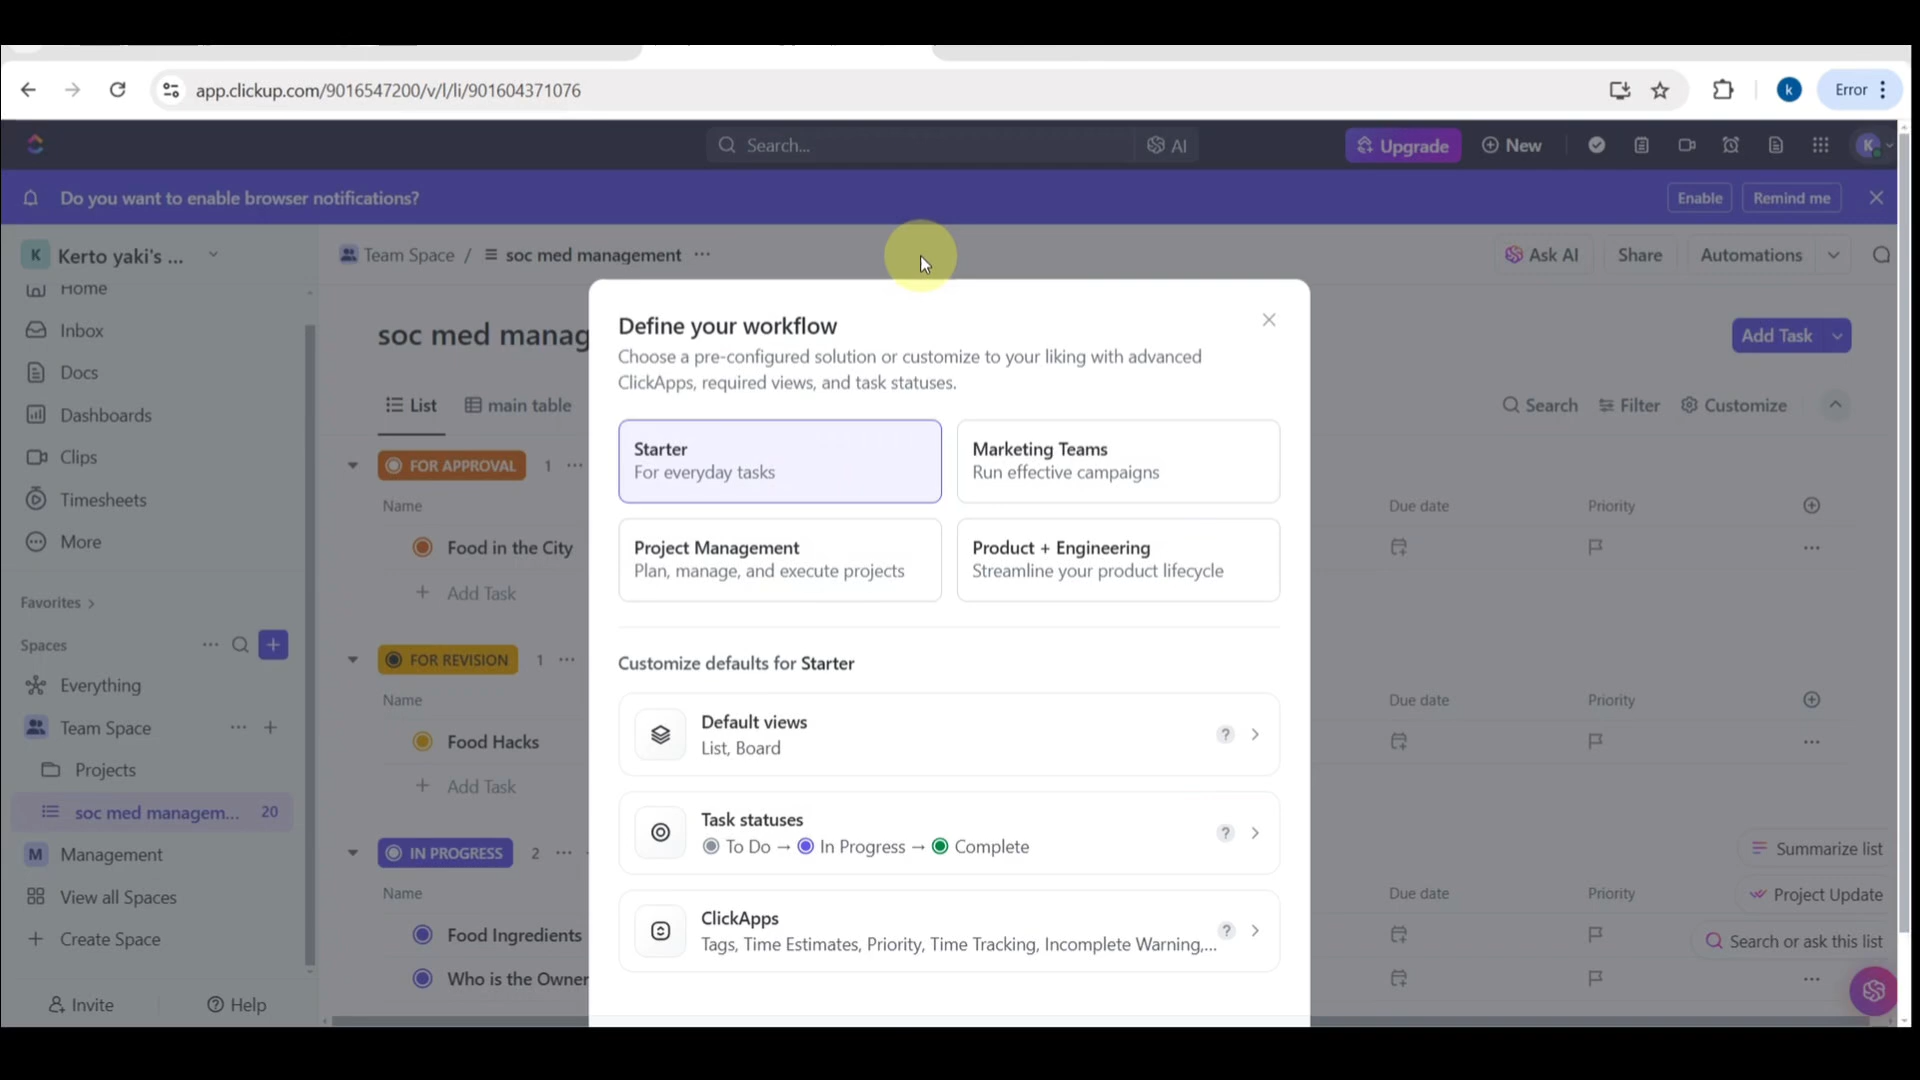 app.clickup.com/9016547200/v/l/li/901604371076
k
Error
Search...
AI
Upgrade
New
K
Do you want to enable browser notifications?
Enable
Remind me
K
Kerto yaki's ...
Team Space / soc med management
Ask AI
Share
Automations
Home
Inbox
Docs
Dashboards
Clips
Timesheets
More
Favorites
Spaces
Everything
Team Space
Projects
soc med managem... 20
M Management
View all Spaces
Create Space
Invite
Help
soc med manag
Add Task
List
main table
Search
Filter
Customize
FOR APPROVAL 1
Name
Due date
Priority
Food in the City
Add Task
FOR REVISION 1
Name
Due date
Priority
Food Hacks
Add Task
IN PROGRESS 2
Name
Due date
Priority
Food Ingredients
Who is the Owner
Summarize list
Project Update
Search or ask this list
Define your workflow
Choose a pre-configured solution or customize to your liking with advanced
ClickApps, required views, and task statuses.
Starter
For everyday tasks
Marketing Teams
Run effective campaigns
Project Management
Plan, manage, and execute projects
Product + Engineering
Streamline your product lifecycle
Customize defaults for Starter
Default views
List, Board
?
Task statuses
To Do → In Progress → Complete
?
ClickApps
Tags, Time Estimates, Priority, Time Tracking, Incomplete Warning,...
?